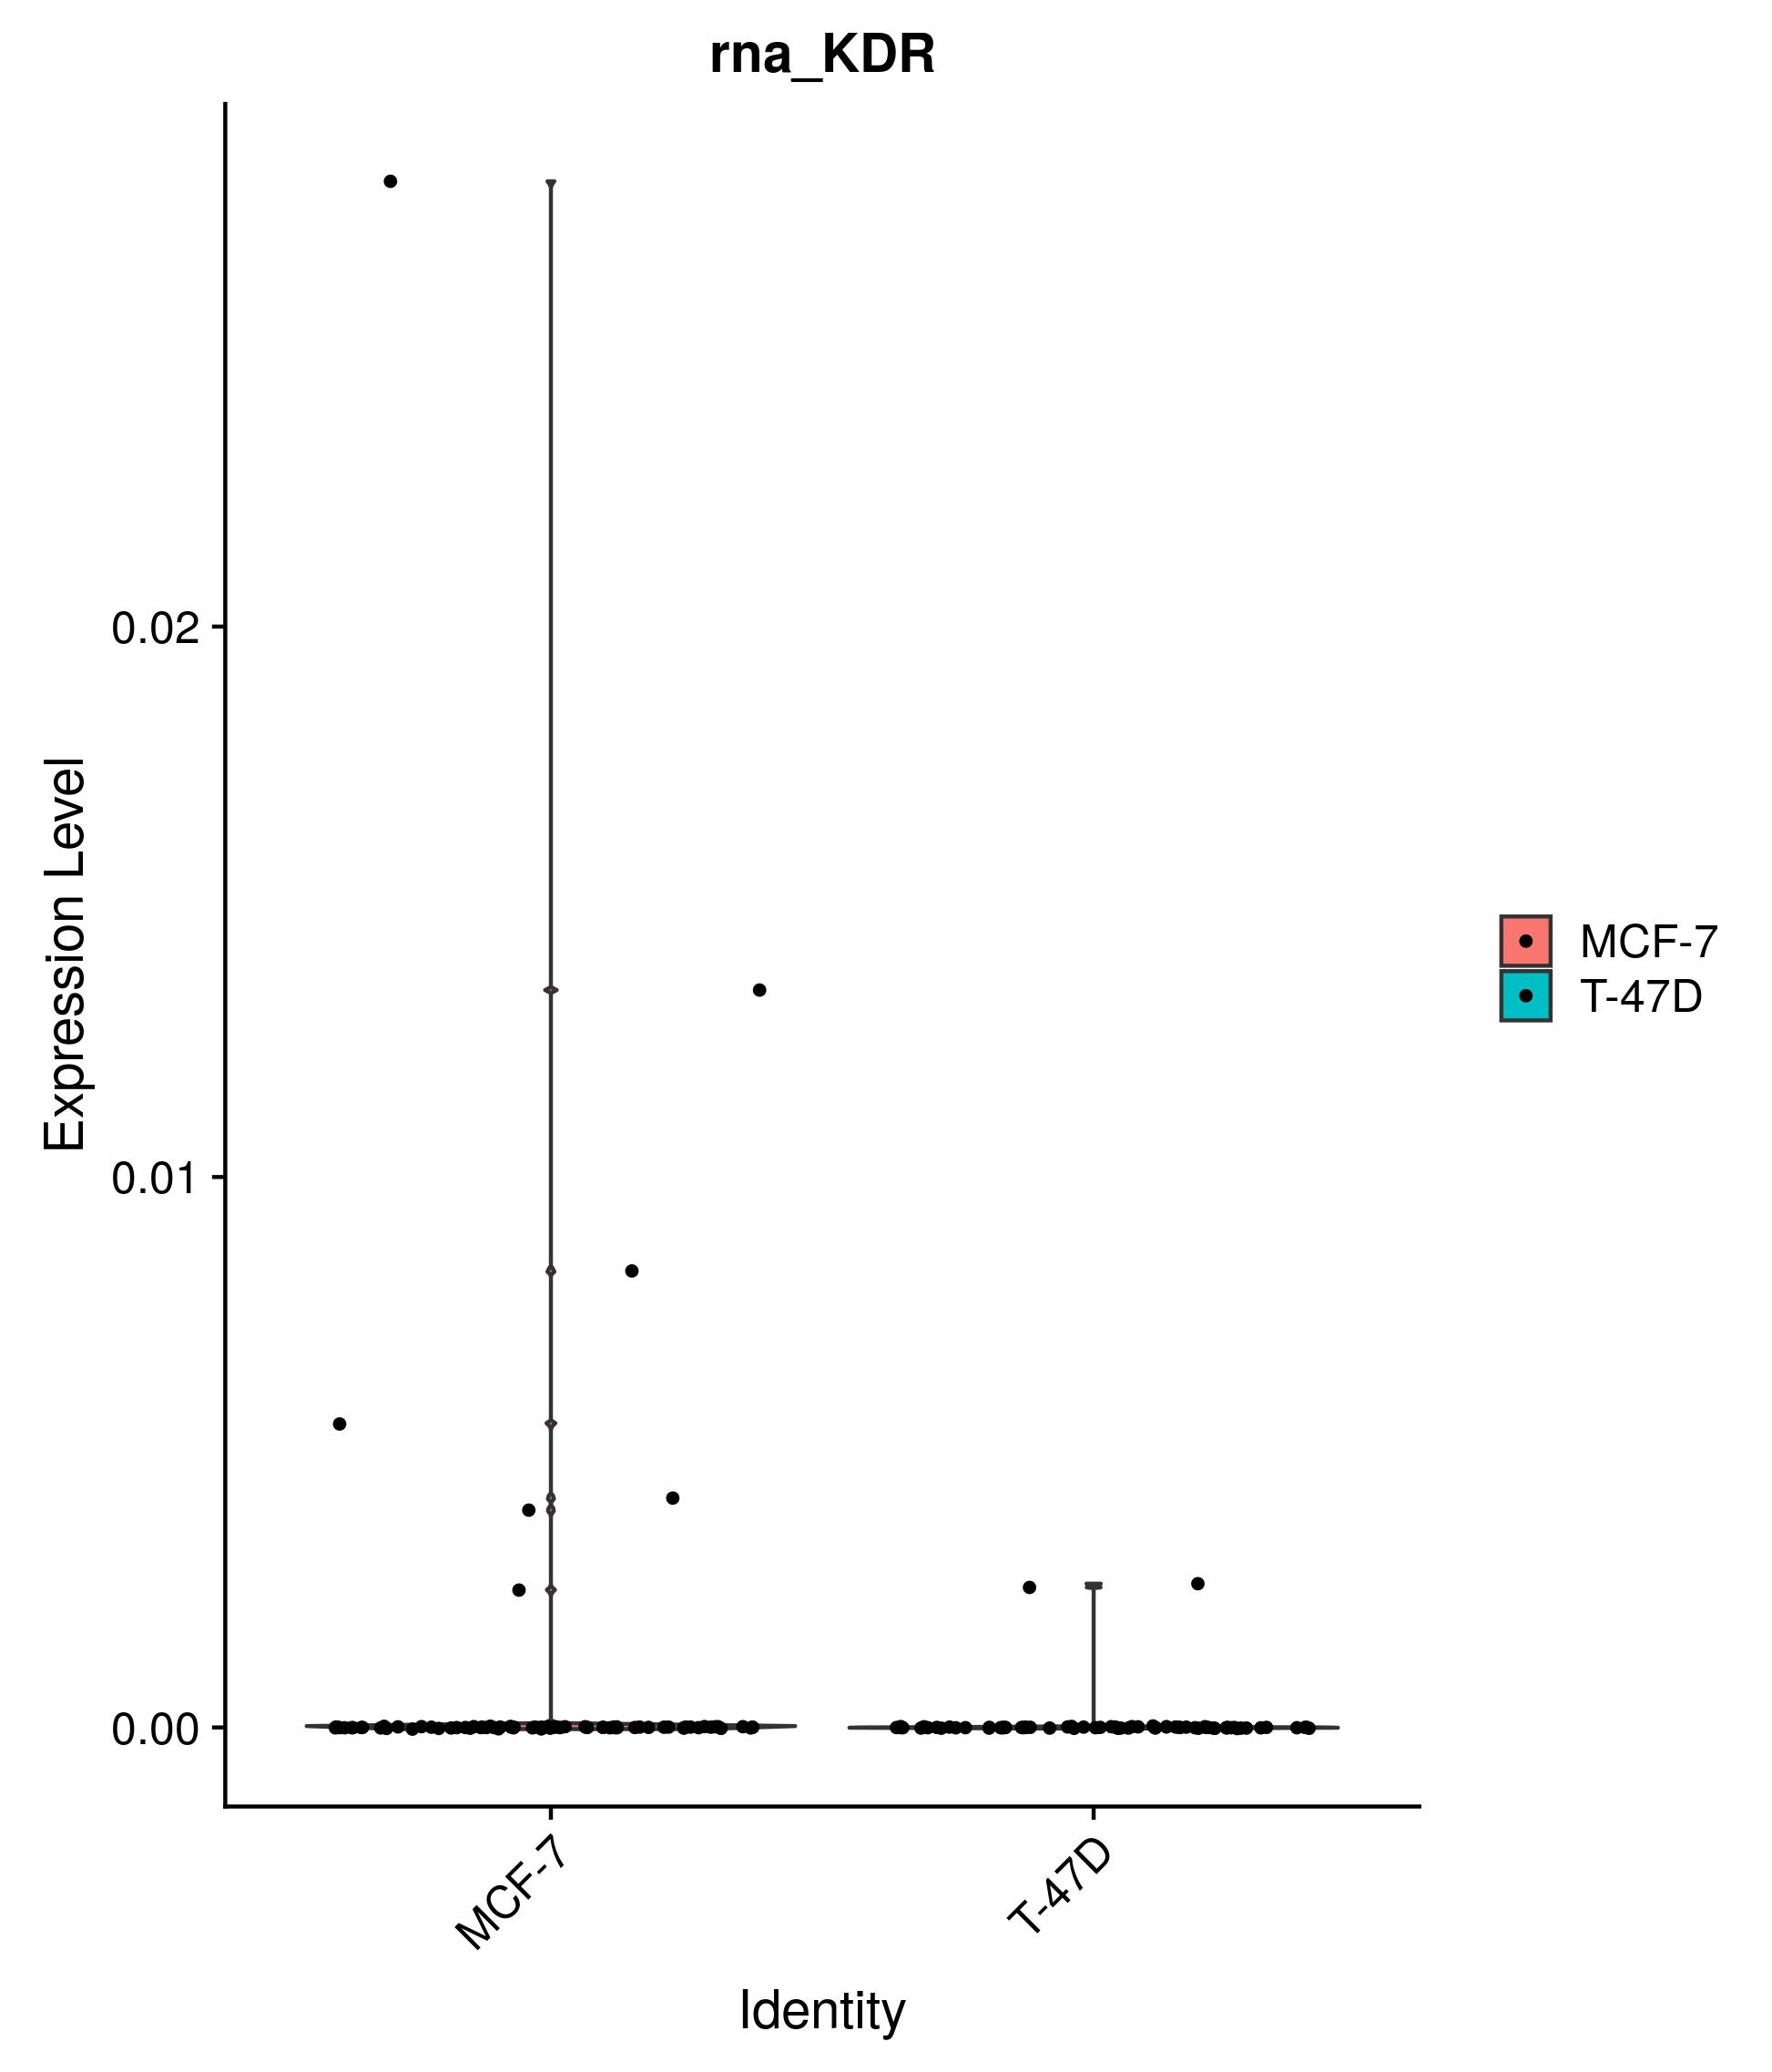 rna_KDR
Expression Level
0.02
0.01
0.00
MCF-7
T-47D
Identity
MCF-7
T-47D